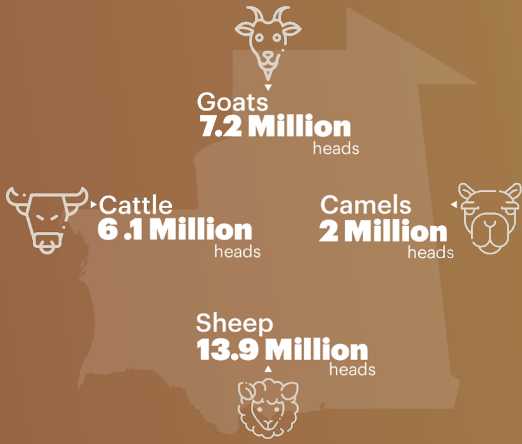 Goats
7.2 Million
heads
Cattle
6 .1 Million
heads
Camels
2 Million
heads
Sheep
13.9 Million
heads